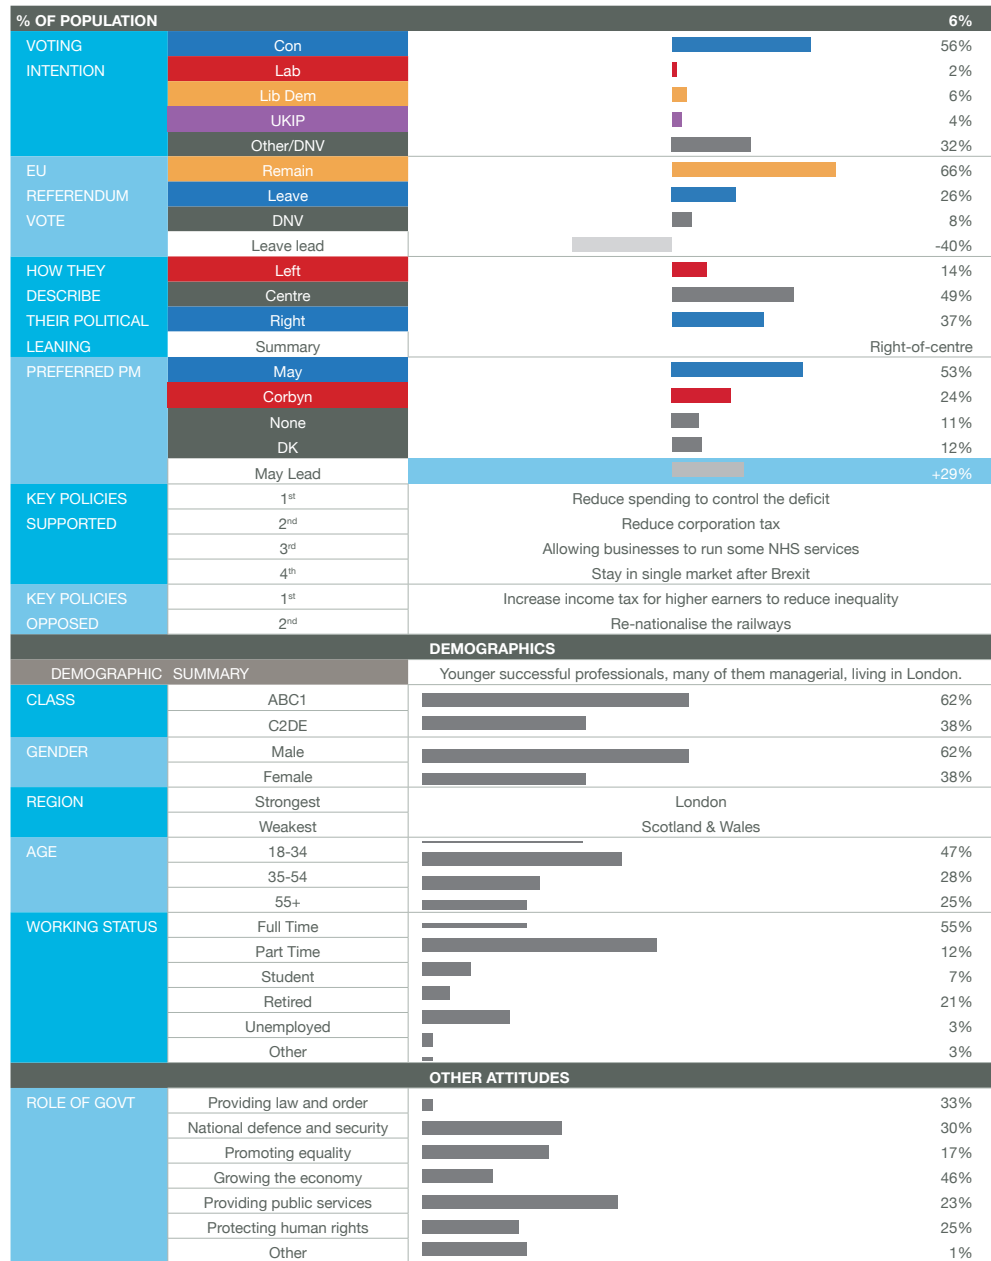 % OF POPULATION 6%
VOTING Con 56%
INTENTION Lab 2%
Lib Dem 6%
UKIP 4%
Other/DNV 32%
EU Remain 66%
REFERENDUM Leave 26%
VOTE DNV 8%
Leave lead -40%
HOW THEY Left 14%
DESCRIBE Centre 49%
THEIR POLITICAL Right 37%
LEANING Summary Right-of-centre
PREFERRED PM May 53%
Corbyn 24%
None 11%
DK 12%
May Lead +29%
KEY POLICIES 1st Reduce spending to control the deficit
SUPPORTED 2nd Reduce corporation tax
3rd Allowing businesses to run some NHS services
4th Stay in single market after Brexit
KEY POLICIES 1st Increase income tax for higher earners to reduce inequality
OPPOSED 2nd Re-nationalise the railways
DEMOGRAPHICS
DEMOGRAPHIC SUMMARY Younger successful professionals, many of them managerial, living in London.
CLASS ABC1 62%
C2DE 38%
GENDER Male 62%
Female 38%
REGION Strongest London
Weakest Scotland & Wales
AGE 18-34 47%
35-54 28%
55+ 25%
WORKING STATUS Full Time 55%
Part Time 12%
Student 7%
Retired 21%
Unemployed 3%
Other 3%
OTHER ATTITUDES
ROLE OF GOVT Providing law and order 33%
National defence and security 30%
Promoting equality 17%
Growing the economy 46%
Providing public services 23%
Protecting human rights 25%
Other 1%